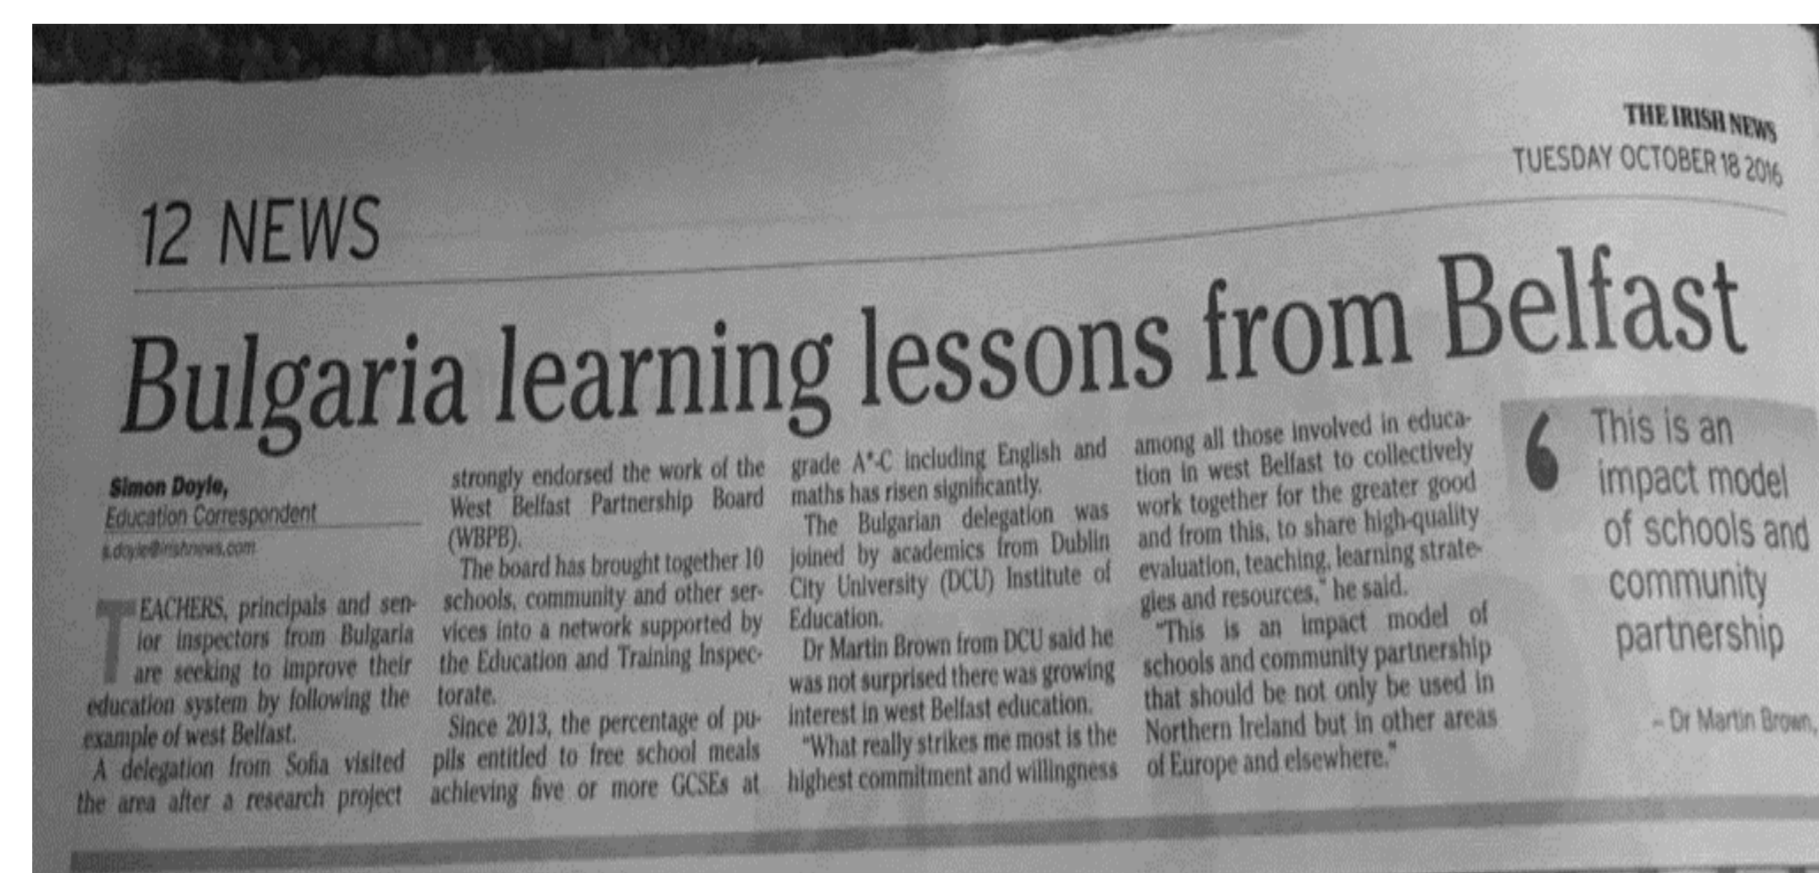 THE IRISH NEWS
TUESDAY OCTOBER 18 2016
12 NEWS
Bulgaria learning lessons from Belfast
Simon Doyle,
Education Correspondent
s.doyle@irishnews.com
TEACHERS, principals and sen-
ior inspectors from Bulgaria
are seeking to improve their
education system by following the
example of west Belfast.
A delegation from Sofia visited
the area after a research project
strongly endorsed the work of the
West Belfast Partnership Board
(WBPB).
The board has brought together 10
schools, community and other ser-
vices into a network supported by
the Education and Training Inspec-
torate.
Since 2013, the percentage of pu-
pils entitled to free school meals
achieving five or more GCSEs at
grade A*-C including English and
maths has risen significantly.
The Bulgarian delegation was
joined by academics from Dublin
City University (DCU) Institute of
Education.
Dr Martin Brown from DCU said he
was not surprised there was growing
interest in west Belfast education.
"What really strikes me most is the
highest commitment and willingness
among all those involved in educa-
tion in west Belfast to collectively
work together for the greater good
and from this, to share high-quality
evaluation, teaching, learning strate-
gies and resources," he said.
"This is an impact model of
schools and community partnership
that should be not only be used in
Northern Ireland but in other areas
of Europe and elsewhere."
‘ This is an
impact model
of schools and
community
partnership
– Dr Martin Brown,